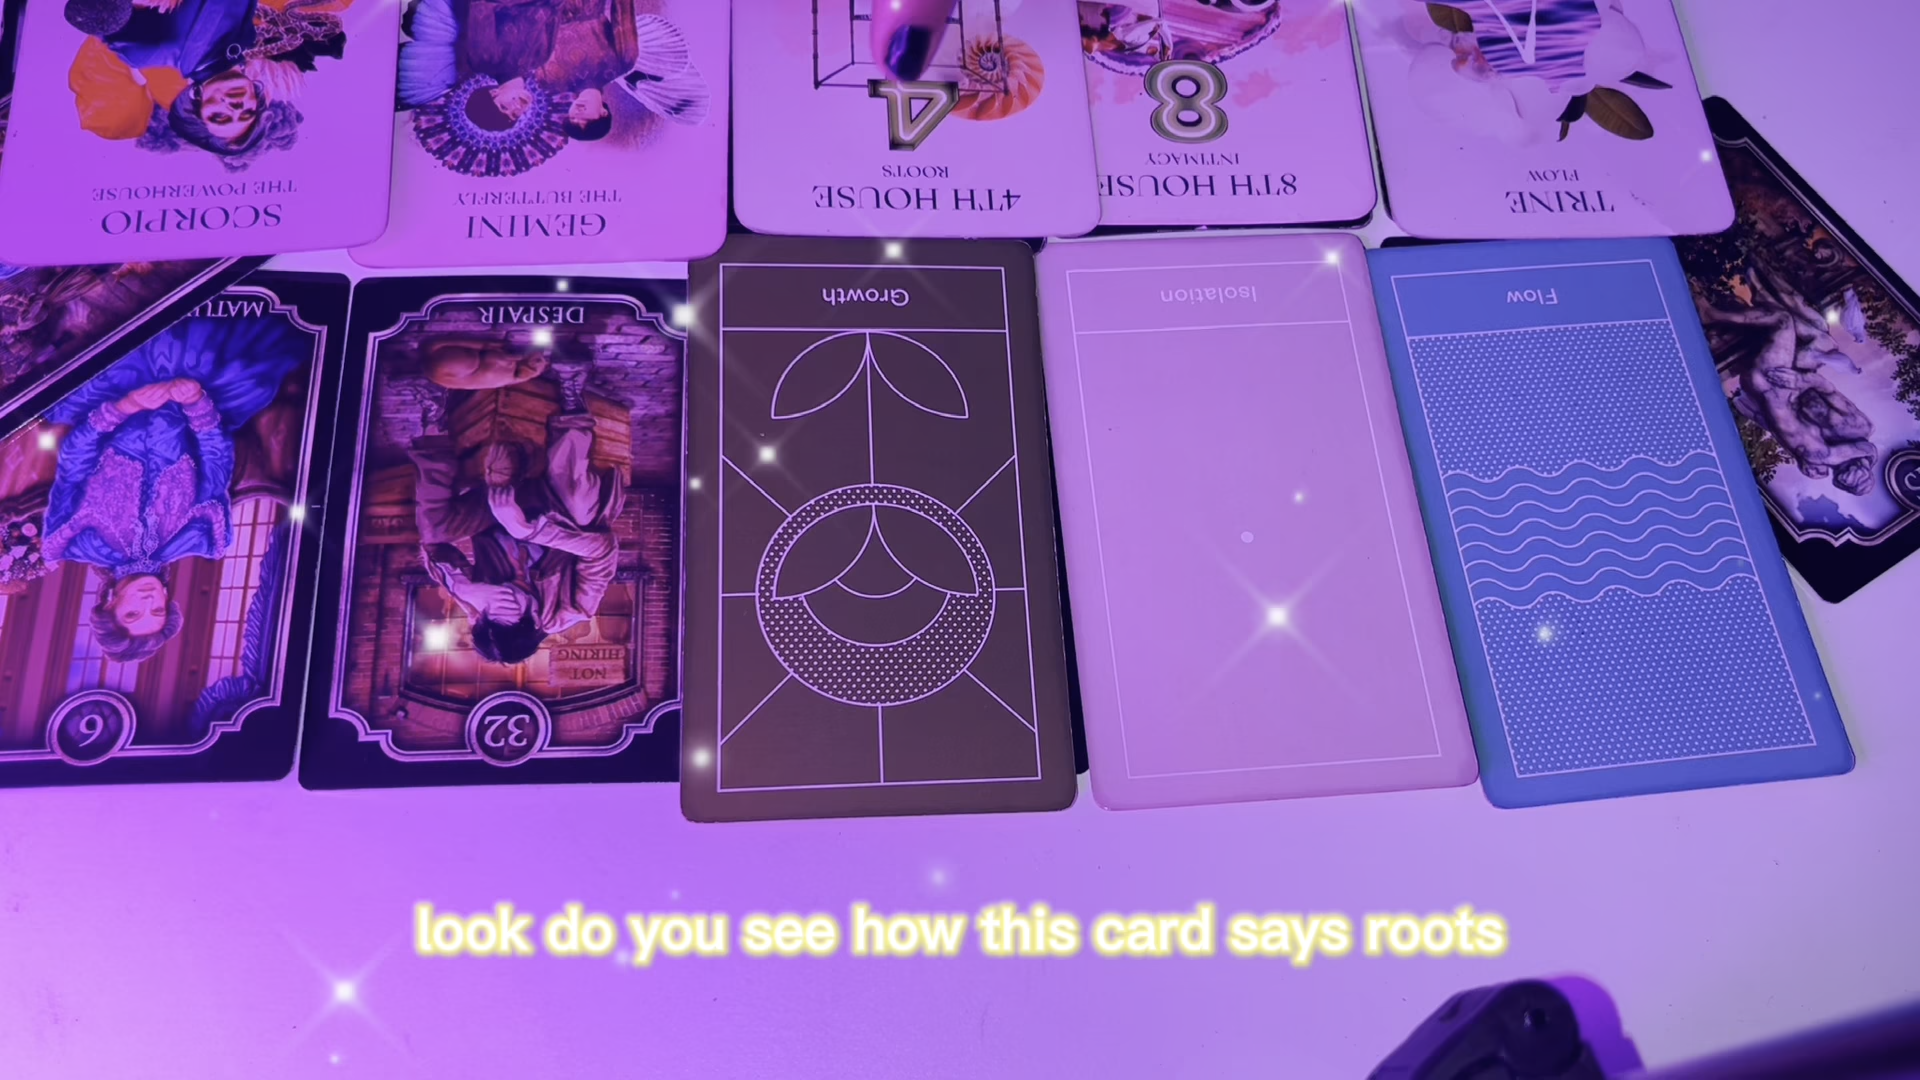 4
8
ROOTS
INTIMACY
FLOW
THE POWERHOUSE
THE BUTTERFLY
4TH HOUSE
8TH HOUSE
TRINE
SCORPIO
GEMINI
MATU
DESPAIR
Growth
Isolation
Flow
NOT
HIRING
6
32
look do you see how this card says roots